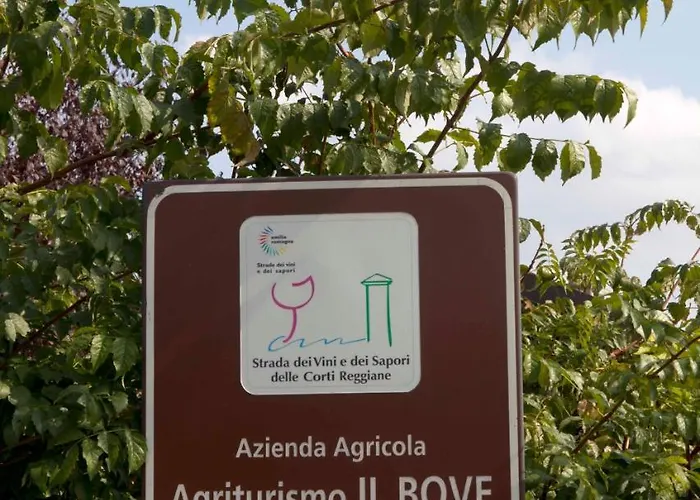 emilia
romagna
Strade dei vini
e dei sapori
Strada dei Vini e dei Sapori
delle Corti Reggiane
Azienda Agricola
Agriturismo IL BOVE